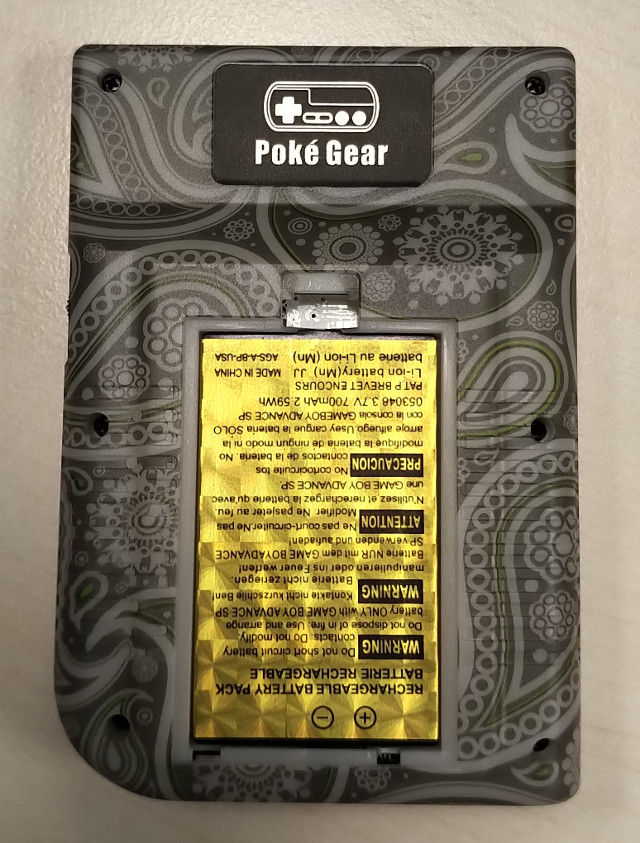 Poké Gear
RECHARGEABLE BATTERY PACK
BATTERIE RECHARGEABLE
WARNING Do not short circuit battery
contacts. Do not modify.
Do not dispose of in fire. Use and arrange
battery ONLY with GAME BOY ADVANCE SP
WARNING Kontakte nicht kurzschlie Ben!
Batterie nicht zeriegen.
manipulieren oder ins Feuer werfen!
Batterie NUR mit dem GAME BOYADVANCE
SP verwenden und aufladen!
ATTENTION Ne pas court-circuiterNe pas
Modifier. Ne pasjeter au feu.
N'utilisez et nerechargez la batterie qu'avec
une GAME BOY ADVANCE SP.
PRECAUCION No cortocircuite los
contactos de la bateria. No.
modifique la bateria de ningun modo ni la
arroje alfuego. Usey cargue la bateria SOLO
con la consola GAMEBOY ADVANCE SP
053048 3.7V 700mAh 2.59Wh
PAT P BREVET ENCOURS
Li-ion battery(Mn) JJ MADE IN CHINA
batterie au Li-ion (Mn) AGS-A-BP-USA